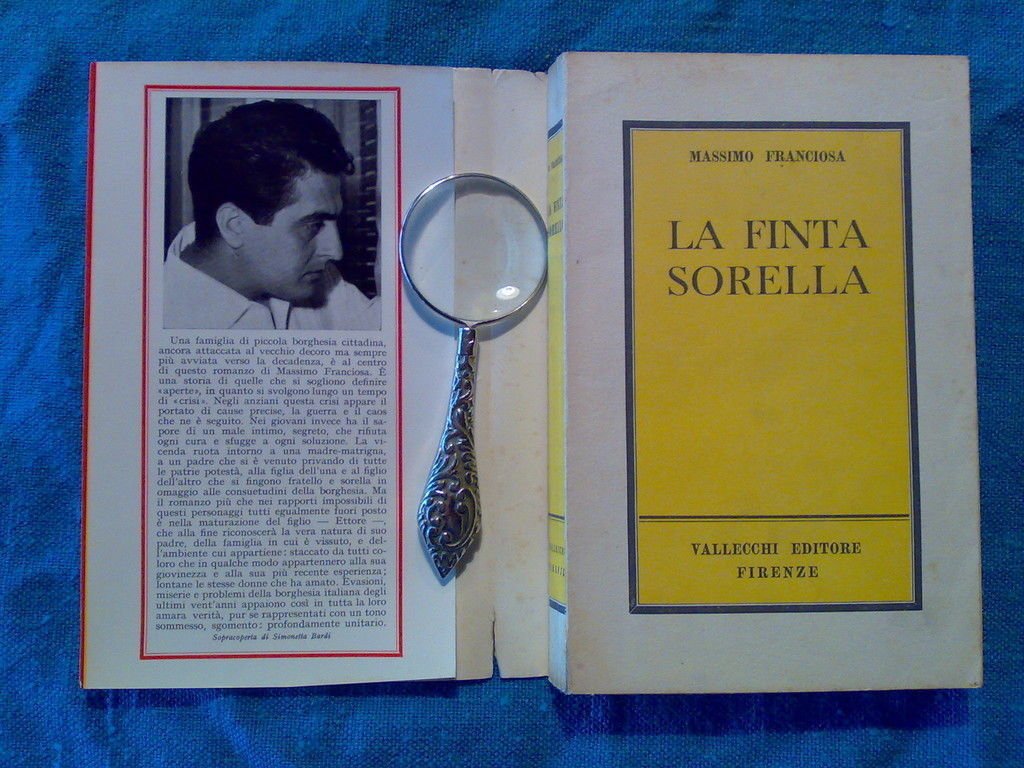 Una famiglia di piccola borghesia cittadina,
ancora attaccata al vecchio decoro ma sempre
più avviata verso la decadenza, è al centro
di questo romanzo di Massimo Franciosa. È
una storia di quelle che si sogliono definire
«aperte», in quanto si svolgono lungo un tempo
di «crisi». Negli anziani questa crisi appare il
portato di cause precise, la guerra e il caos
che ne è seguito. Nei giovani invece ha il sa-
pore di un male intimo, segreto, che rifiuta
ogni cura e sfugge a ogni soluzione. La vi-
cenda ruota intorno a una madre-matrigna,
a un padre che si è venuto privando di tutte
le patrie potestà, alla figlia dell'una e al figlio
dell'altro che si fingono fratello e sorella in
omaggio alle consuetudini della borghesia. Ma
il romanzo più che nei rapporti impossibili di
questi personaggi tutti egualmente fuori posto
è nella maturazione del figlio — Ettore —,
che alla fine riconoscerà la vera natura di suo
padre, della famiglia in cui è vissuto, e del-
l'ambiente cui appartiene: staccato da tutti co-
loro che in qualche modo appartennero alla sua
giovinezza e alla sua più recente esperienza;
lontane le stesse donne che ha amato. Evasioni,
miserie e problemi della borghesia italiana degli
ultimi vent'anni appaiono così in tutta la loro
amara verità, pur se rappresentati con un tono
sommesso, sgomento: profondamente unitario.
Sopracoperta di Simonetta Bardi
LA FINTA
SORELLA
MASSIMO FRANCIOSA
LA FINTA
SORELLA
VALLECCHI EDITORE
FIRENZE